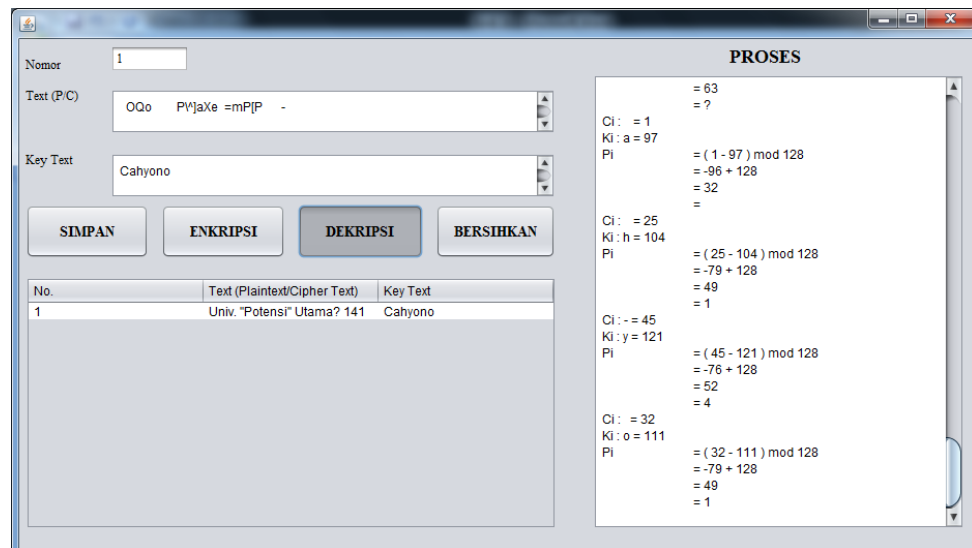 Nomor 1
Text (P/C) OQo P\^]aXe =mP[P -
Key Text Cahyono
SIMPAN ENKRIPSI DEKRIPSI BERSIHKAN
No. Text (Plaintext/Cipher Text) Key Text
1 Univ. "Potensi" Utama? 141 Cahyono
PROSES
= 63
= ?
Ci : = 1
Ki : a = 97
Pi = ( 1 - 97 ) mod 128
= -96 + 128
= 32
=
Ci : = 25
Ki : h = 104
Pi = ( 25 - 104 ) mod 128
= -79 + 128
= 49
= 1
Ci : - = 45
Ki : y = 121
Pi = ( 45 - 121 ) mod 128
= -76 + 128
= 52
= 4
Ci : = 32
Ki : o = 111
Pi = ( 32 - 111 ) mod 128
= -79 + 128
= 49
= 1